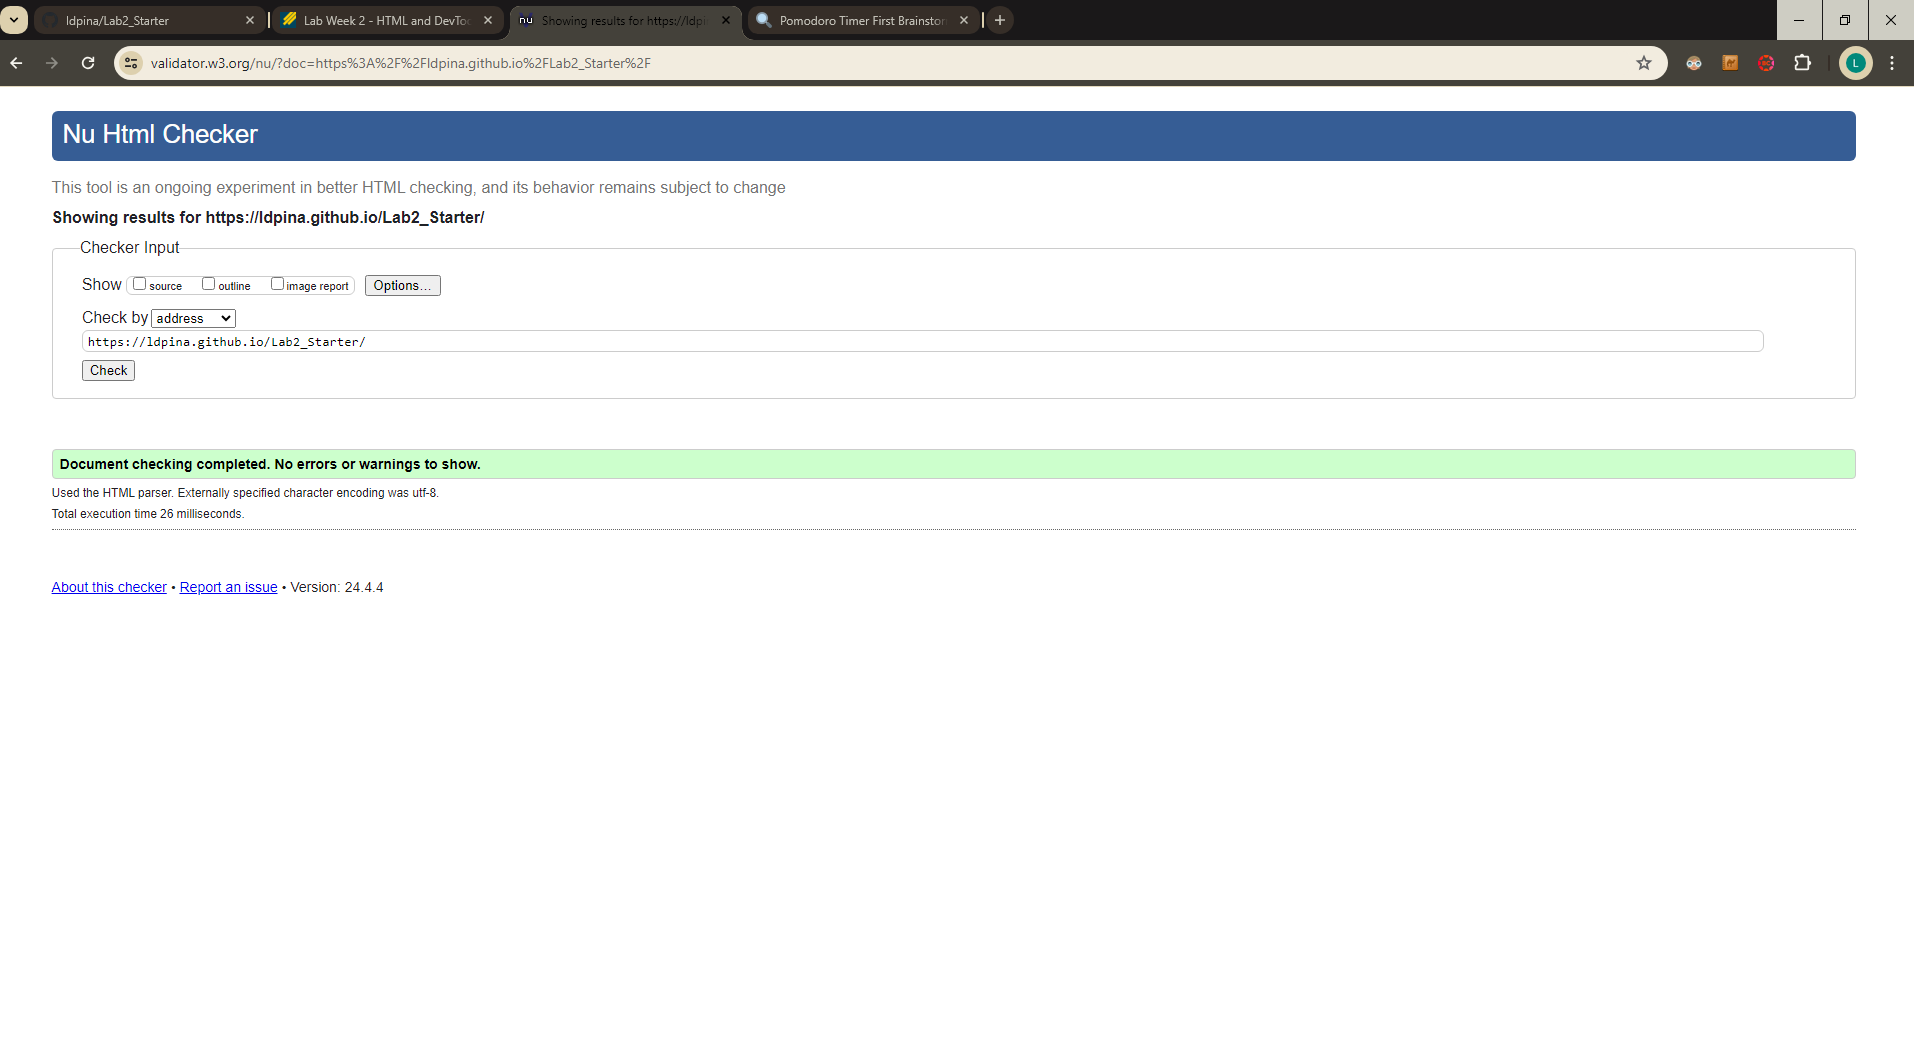 ldpina/Lab2_Starter
Lab Week 2 - HTML and DevToo
nu Showing results for https://ldpi
Pomodoro Timer First Brainstor
validator.w3.org/nu/?doc=https%3A%2F%2Fldpina.github.io%2FLab2_Starter%2F
L
Nu Html Checker
This tool is an ongoing experiment in better HTML checking, and its behavior remains subject to change
Showing results for https://ldpina.github.io/Lab2_Starter/
Checker Input
Show source outline image report Options...
Check by address
https://ldpina.github.io/Lab2_Starter/
Check
Document checking completed. No errors or warnings to show.
Used the HTML parser. Externally specified character encoding was utf-8.
Total execution time 26 milliseconds.
About this checker • Report an issue • Version: 24.4.4